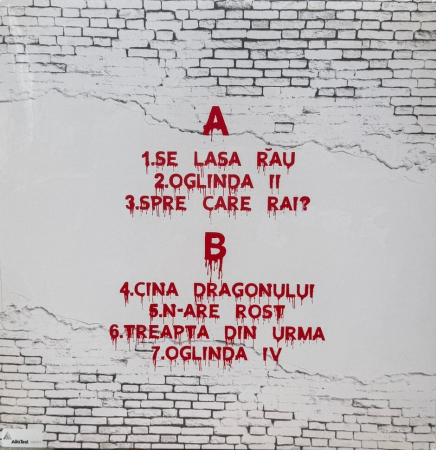 A
1.SE LASA RĂU
2.OGLINDA II
3.SPRE CARE RAI?
B
4.CINA DRAGONULUI
5.N-ARE ROST
6.TREAPTA DIN URMA
7.OGLINDA IV